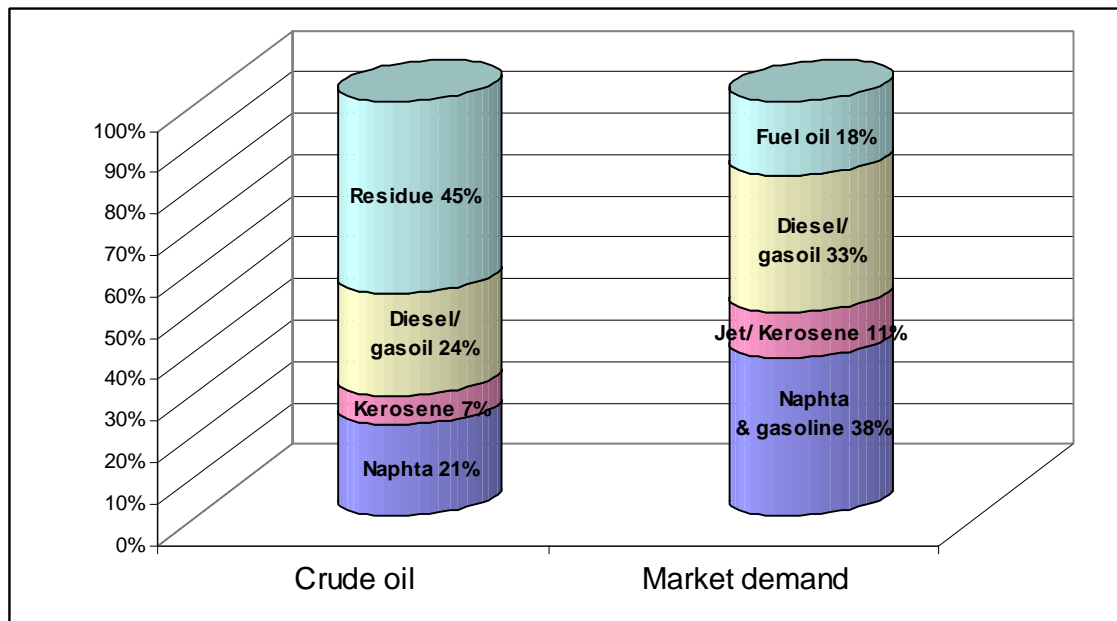 100%
90%
80%
70%
60%
50%
40%
30%
20%
10%
0%
Residue 45%
Diesel/
gasoil 24%
Kerosene 7%
Naphta 21%
Fuel oil 18%
Diesel/
gasoil 33%
Jet/ Kerosene 11%
Naphta
& gasoline 38%
Crude oil
Market demand